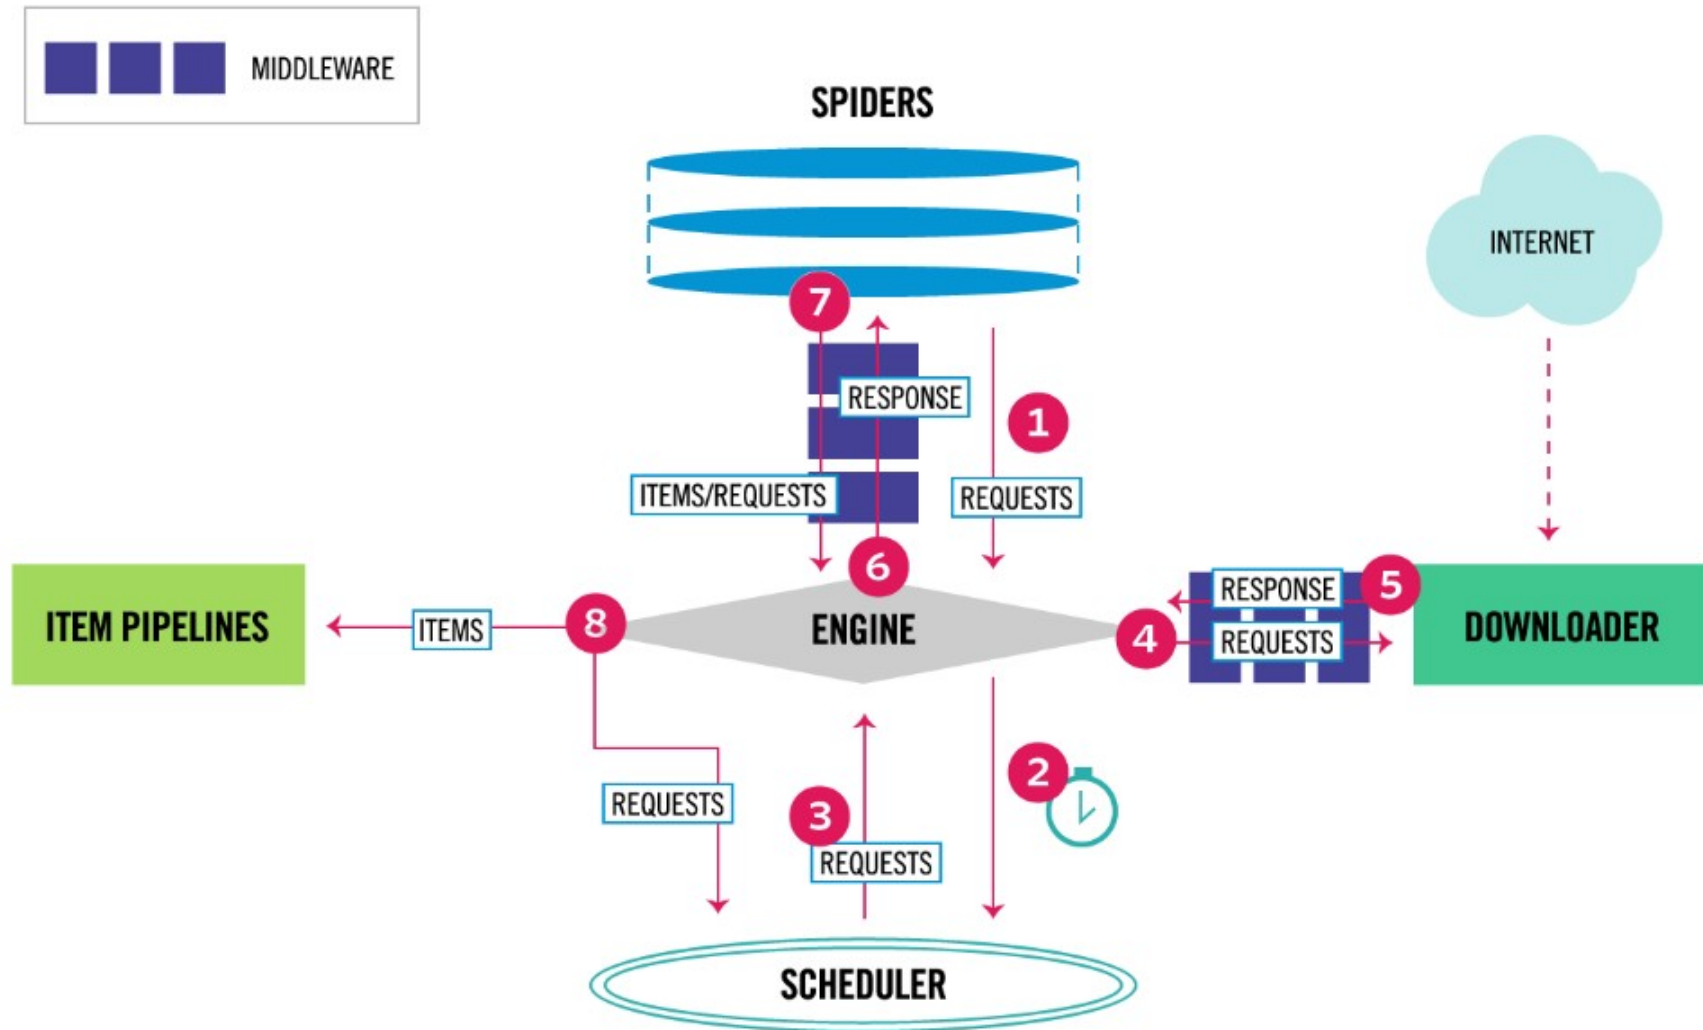 MIDDLEWARE
SPIDERS
INTERNET
7
RESPONSE
1
ITEMS/REQUESTS
REQUESTS
6
5
RESPONSE
ITEM PIPELINES
ITEMS
8
ENGINE
4
REQUESTS
DOWNLOADER
2
REQUESTS
3
REQUESTS
SCHEDULER